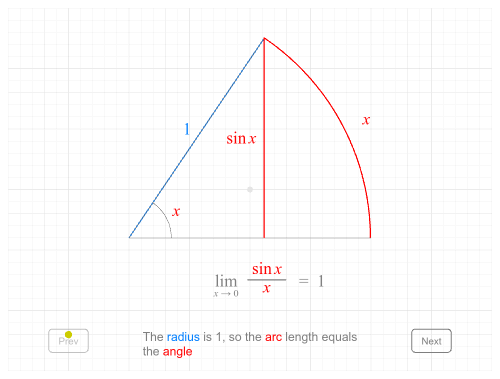 1
sin x
x
x
lim x → 0 sin x / x = 1
Prev
The radius is 1, so the arc length equals
the angle
Next